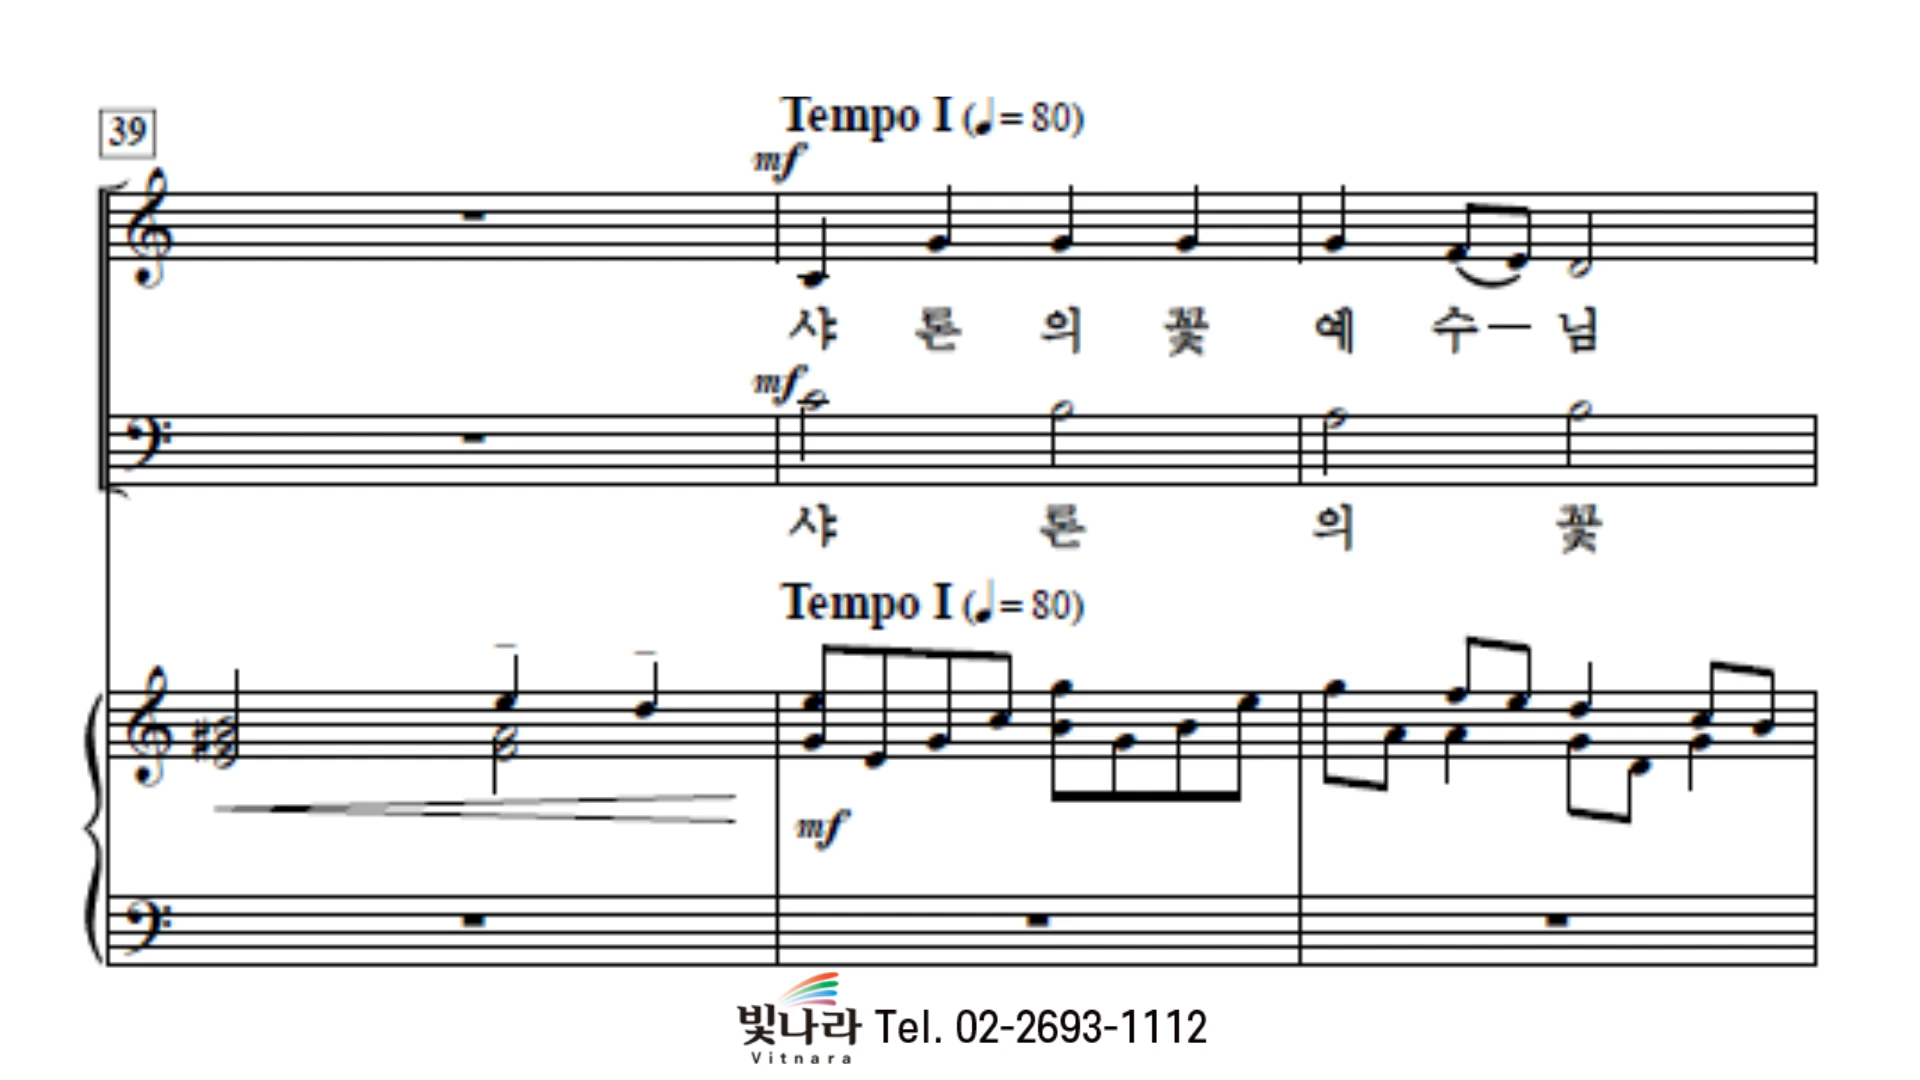 39
Tempo I (♩= 80)
mf
샤 론 의 꽃 예 수 — 님
mf
샤 론 의 꽃
Tempo I (♩= 80)
mf
빛나라 Tel. 02-2693-1112
Vitnara